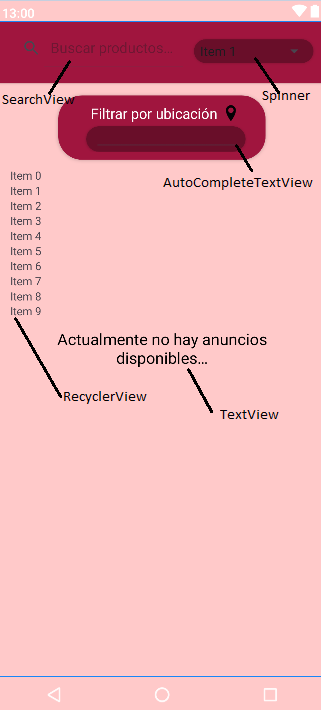 13:00
Buscar productos...
Item 1
SearchView
Spinner
Filtrar por ubicación
AutoCompleteTextView
Item 0
Item 1
Item 2
Item 3
Item 4
Item 5
Item 6
Item 7
Item 8
Item 9
Actualmente no hay anuncios
disponibles...
RecyclerView
TextView